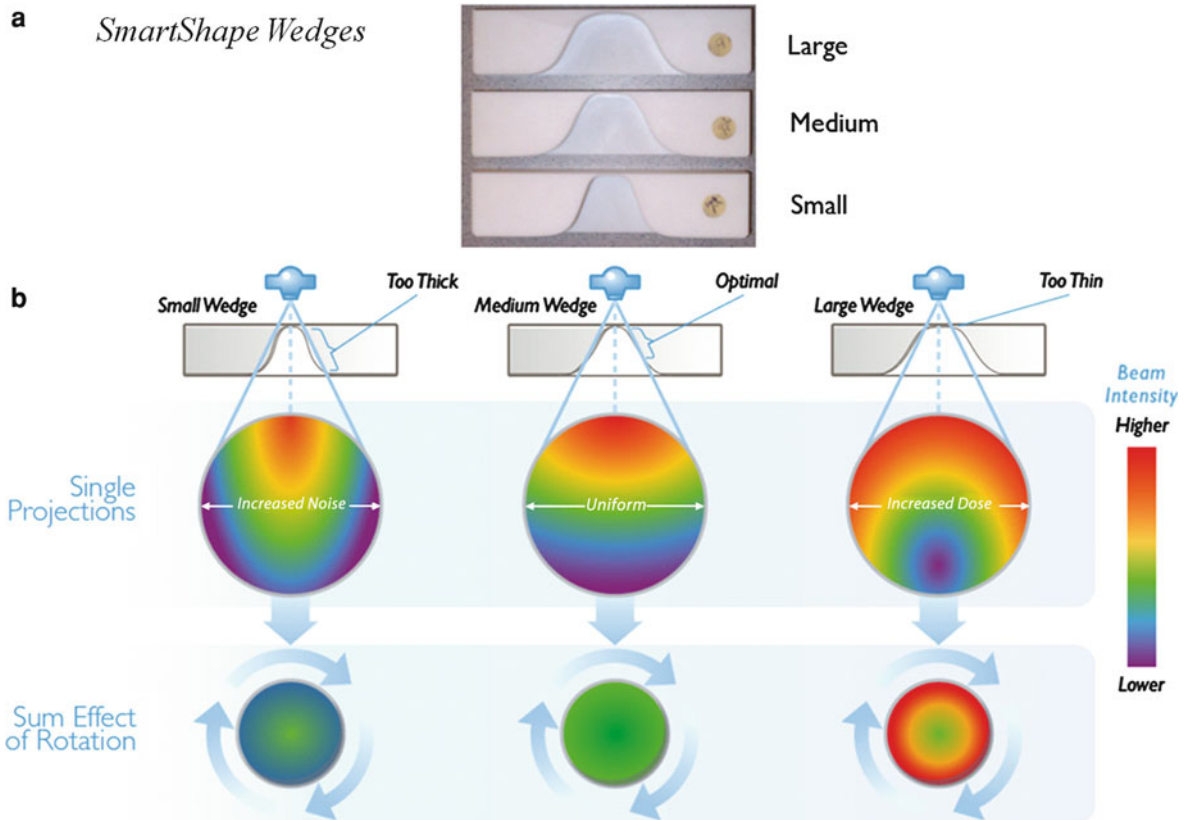 a
SmartShape Wedges
Large
Medium
Small
b
Small Wedge
Too Thick
Medium Wedge
Optimal
Large Wedge
Too Thin
Beam
Intensity
Higher
Lower
Single
Projections
Increased Noise
Uniform
Increased Dose
Sum Effect
of Rotation